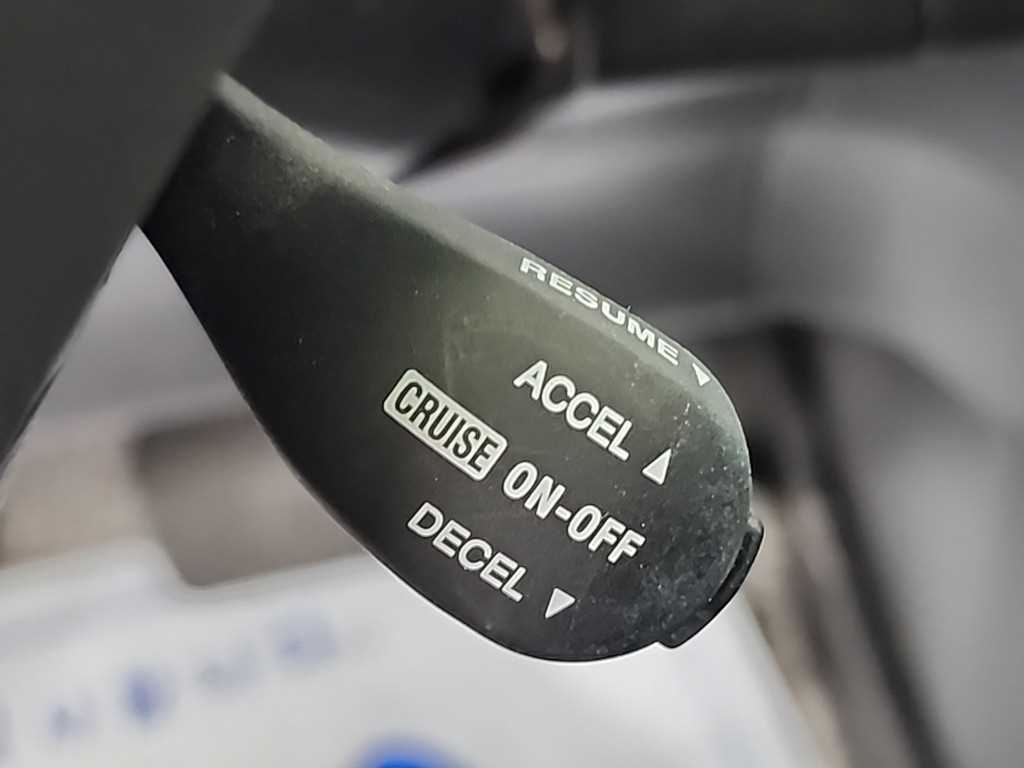 RESUME ▼
ACCEL ▲
CRUISE ON-OFF
DECEL ▼